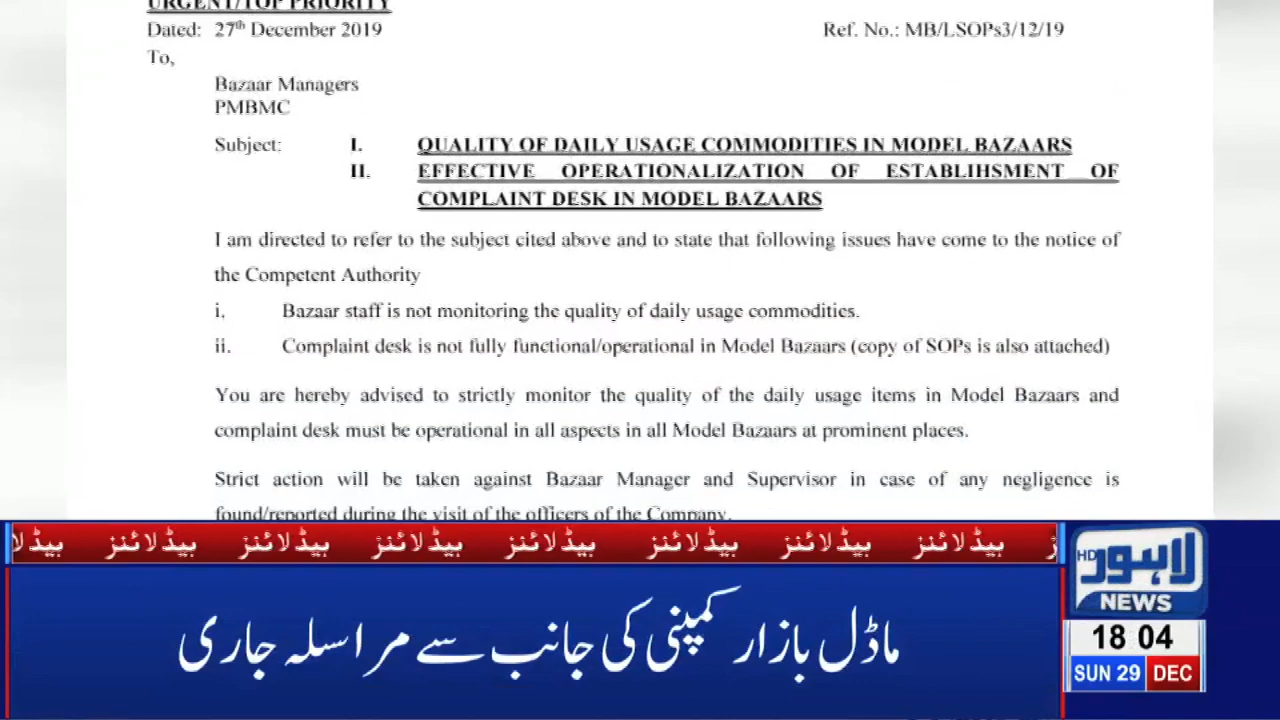 URGENT/TOP PRIORITY
Dated: 27th December 2019 Ref. No.: MB/LSOPs3/12/19
To,
Bazaar Managers
PMBMC
Subject: I. QUALITY OF DAILY USAGE COMMODITIES IN MODEL BAZAARS
II. EFFECTIVE OPERATIONALIZATION OF ESTABLIHSMENT OF
COMPLAINT DESK IN MODEL BAZAARS
I am directed to refer to the subject cited above and to state that following issues have come to the notice of
the Competent Authority
i. Bazaar staff is not monitoring the quality of daily usage commodities.
ii. Complaint desk is not fully functional/operational in Model Bazaars (copy of SOPs is also attached)
You are hereby advised to strictly monitor the quality of the daily usage items in Model Bazaars and
complaint desk must be operational in all aspects in all Model Bazaars at prominent places.
Strict action will be taken against Bazaar Manager and Supervisor in case of any negligence is
found/reported during the visit of the officers of the Company.
ہیڈلائنز ہیڈلائنز ہیڈلائنز ہیڈلائنز ہیڈلائنز ہیڈلائنز ہیڈلائنز ہیڈلا
لاہور HD
NEWS
ماڈل بازار کمپنی کی جانب سے مراسلہ جاری
18 04
SUN 29 DEC